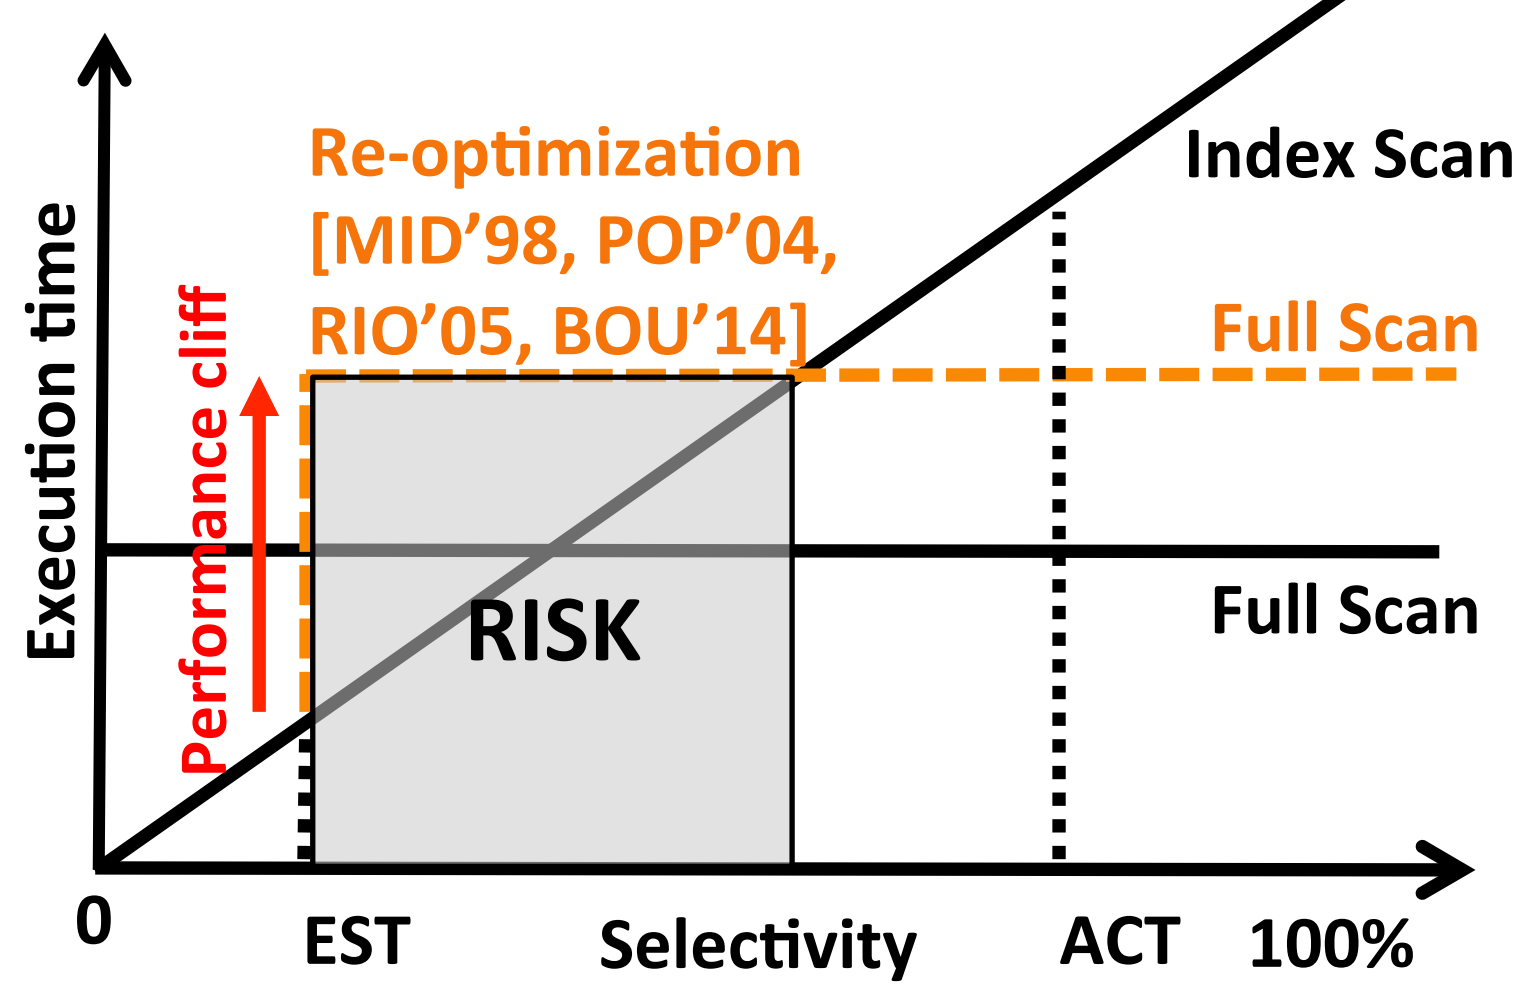 Re-optimization
[MID’98, POP’04,
RIO’05, BOU’14]
Index Scan
Full Scan
Execution time
Performance cliff
RISK
Full Scan
0
EST
Selectivity
ACT
100%